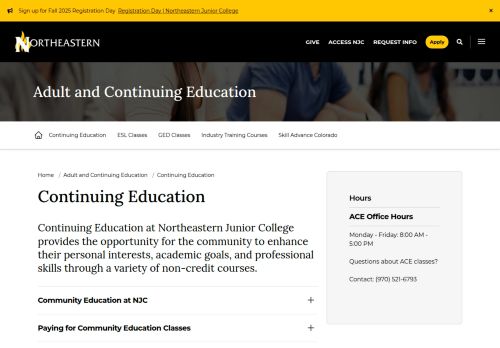 Sign up for Fall 2025 Registration Day Registration Day | Northeastern Junior College ×
NORTHEASTERN
GIVE ACCESS NJC REQUEST INFO Apply
Adult and Continuing Education
Continuing Education ESL Classes GED Classes Industry Training Courses Skill Advance Colorado
Home / Adult and Continuing Education / Continuing Education
Continuing Education
Continuing Education at Northeastern Junior College
provides the opportunity for the community to enhance
their personal interests, academic goals, and professional
skills through a variety of non-credit courses.
Community Education at NJC +
Paying for Community Education Classes +
Hours
ACE Office Hours
Monday - Friday: 8:00 AM -
5:00 PM
Questions about ACE classes?
Contact: (970) 521-6793